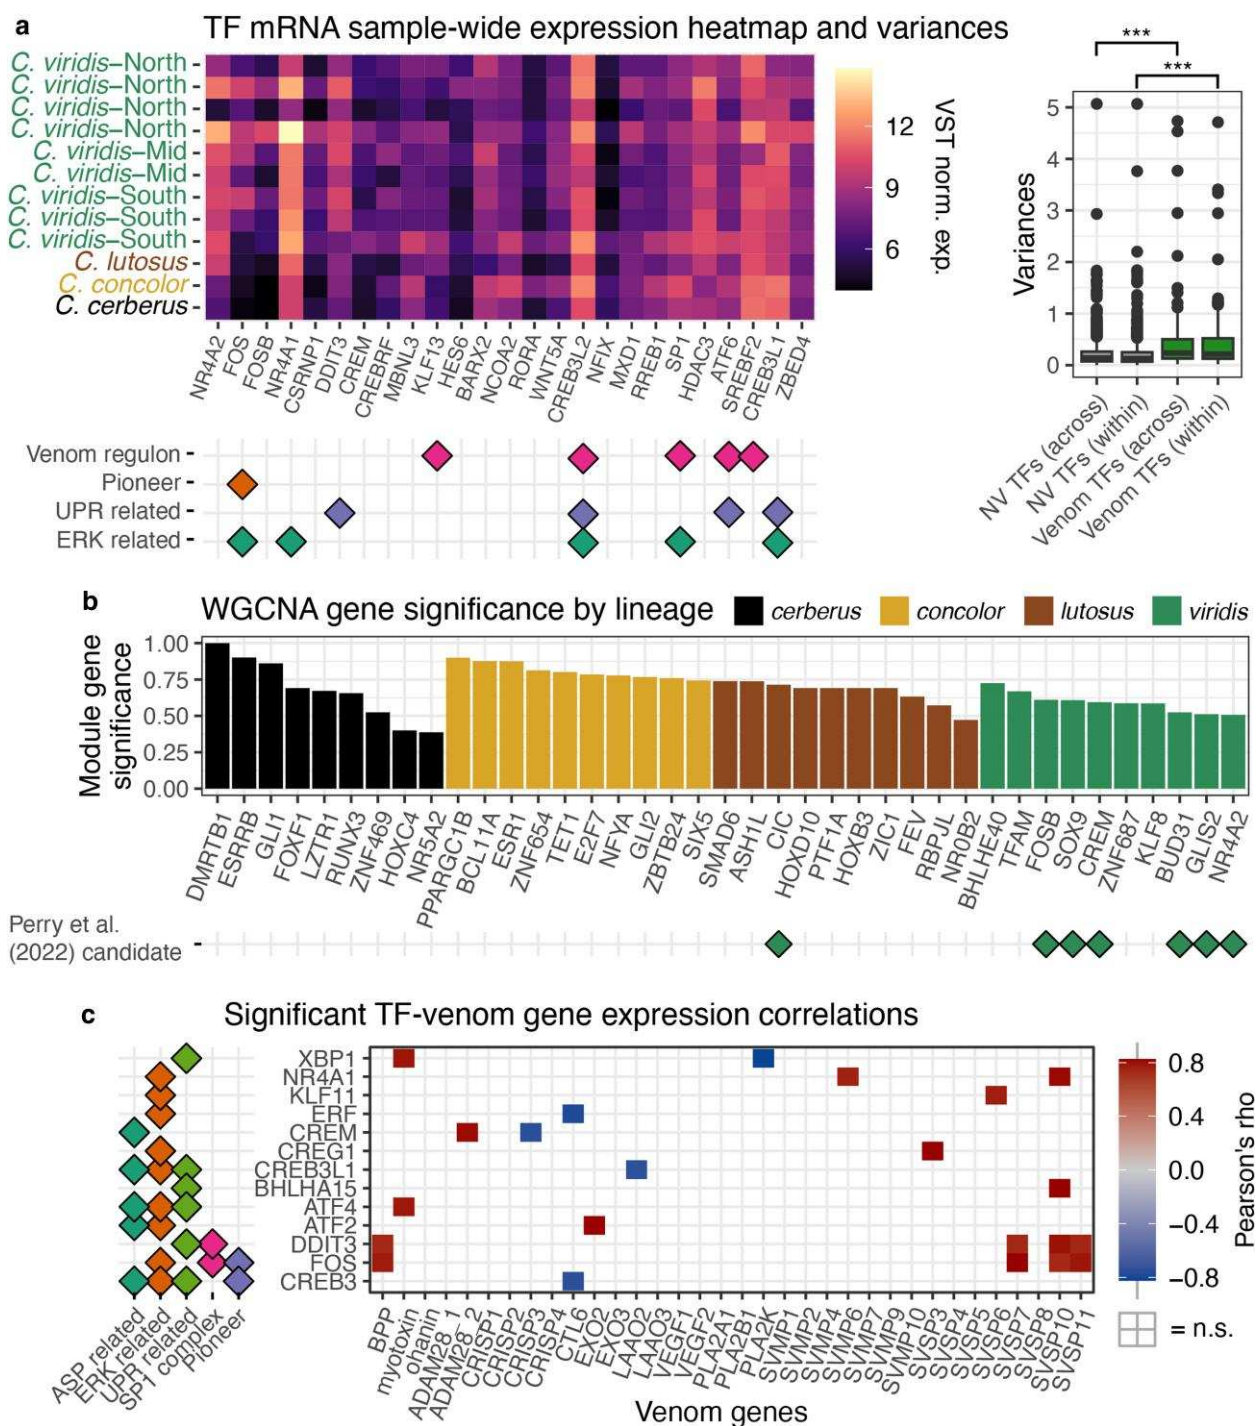 a TF mRNA sample-wide expression heatmap and variances
C. viridis–North
C. viridis–North
C. viridis–North
C. viridis–North
C. viridis–Mid
C. viridis–Mid
C. viridis–South
C. viridis–South
C. viridis–South
C. lutosus
C. concolor
C. cerberus
NR4A2
FOS
FOSB
NR4A1
CSRNP1
DDIT3
CREM
CREBRF
MBNL3
KLF13
HES6
BARX2
NCOA2
RORA
WNT5A
CREB3L2
NFIX
MXD1
RREB1
SP1
HDAC3
ATF6
SREBF2
CREB3L1
ZBED4
12
9
6
VST norm. exp.
Venom regulon
Pioneer
UPR related
ERK related
***
***
Variances
5
4
3
2
1
0
NV TFs (across)
NV TFs (within)
Venom TFs (across)
Venom TFs (within)
b WGCNA gene significance by lineage
cerberus
concolor
lutosus
viridis
Module gene
significance
1.00
0.75
0.50
0.25
0.00
DMRTB1
ESRRB
GLI1
FOXF1
LZTR1
RUNX3
ZNF469
HOXC4
NR5A2
PPARGC1B
BCL11A
ESR1
ZNF654
TET1
E2F7
NFYA
GLI2
ZBTB24
SIX5
SMAD6
ASH1L
CIC
HOXD10
PTF1A
HOXB3
ZIC1
FEV
RBPJL
NR0B2
BHLHE40
TFAM
FOSB
SOX9
CREM
ZNF687
KLF8
BUD31
GLIS2
NR4A2
Perry et al.
(2022) candidate
c Significant TF-venom gene expression correlations
XBP1
NR4A1
KLF11
ERF
CREM
CREG1
CREB3L1
BHLHA15
ATF4
ATF2
DDIT3
FOS
CREB3
ASP related
ERK related
UPR related
SP1 complex
Pioneer
BPP
myotoxin
ohanin
ADAM28_1
ADAM28_2
CRISP1
CRISP2
CRISP3
CRISP4
CTL6
EXO2
EXO3
LAAO2
LAAO3
VEGF1
VEGF2
PLA2A1
PLA2B1
PLA2K
SVMP1
SVMP2
SVMP4
SVMP6
SVMP7
SVMP9
SVMP10
SVSP3
SVSP4
SVSP5
SVSP6
SVSP7
SVSP8
SVSP10
SVSP11
Venom genes
0.8
0.4
0.0
−0.4
−0.8
Pearson's rho
= n.s.